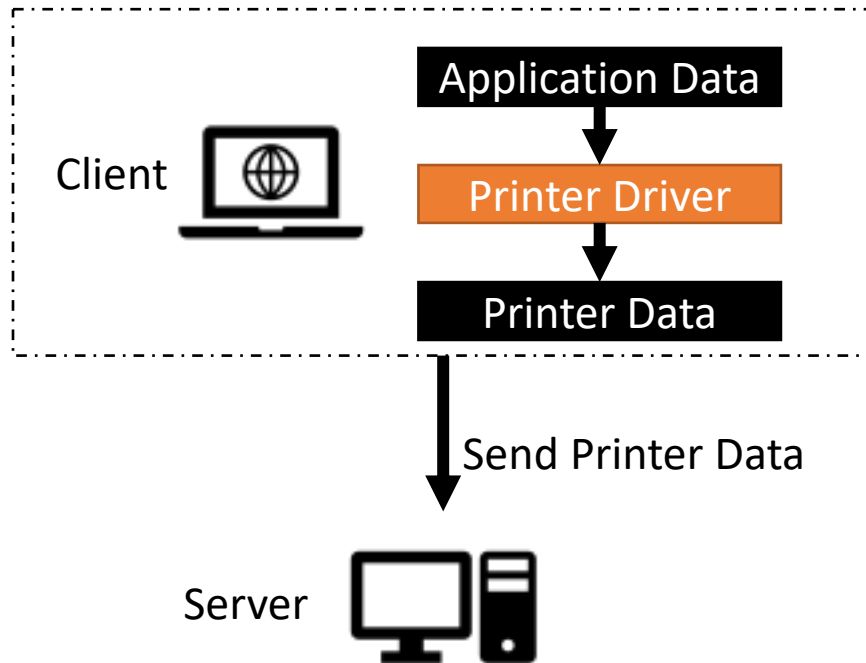 Application Data
Client
Printer Driver
Printer Data
Send Printer Data
Server